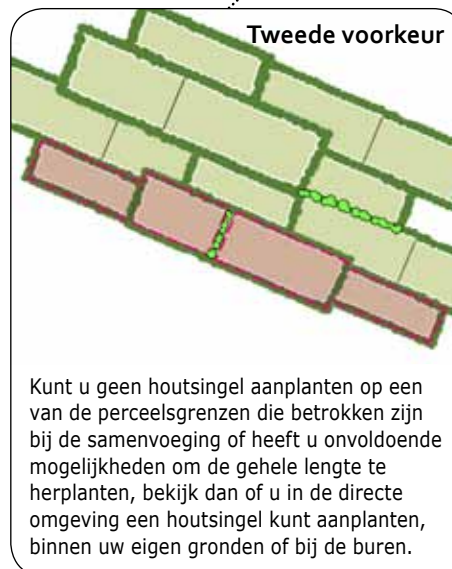 Tweede voorkeur
Kunt u geen houtsingel aanplanten op een
van de perceelsgrenzen die betrokken zijn
bij de samenvoeging of heeft u onvoldoende
mogelijkheden om de gehele lengte te
herplanten, bekijk dan of u in de directe
omgeving een houtsingel kunt aanplanten,
binnen uw eigen gronden of bij de buren.